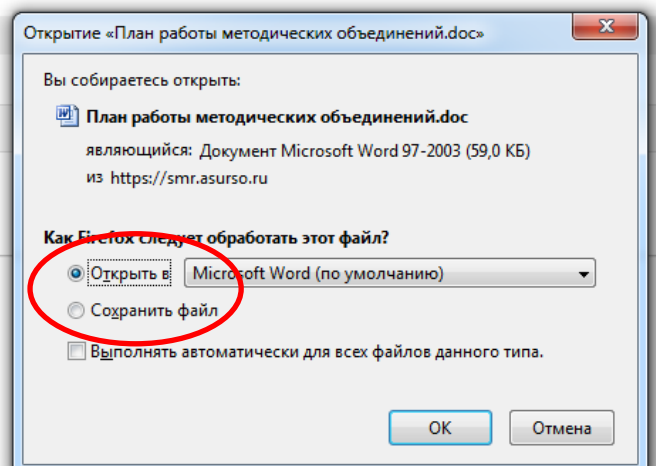 Открытие «План работы методических объединений.doc»
Вы собираетесь открыть:
План работы методических объединений.doc
являющийся: Документ Microsoft Word 97-2003 (59,0 КБ)
из https://smr.asurso.ru
Как Firefox следует обработать этот файл?
Открыть в Microsoft Word (по умолчанию)
Сохранить файл
Выполнять автоматически для всех файлов данного типа.
ОК Отмена